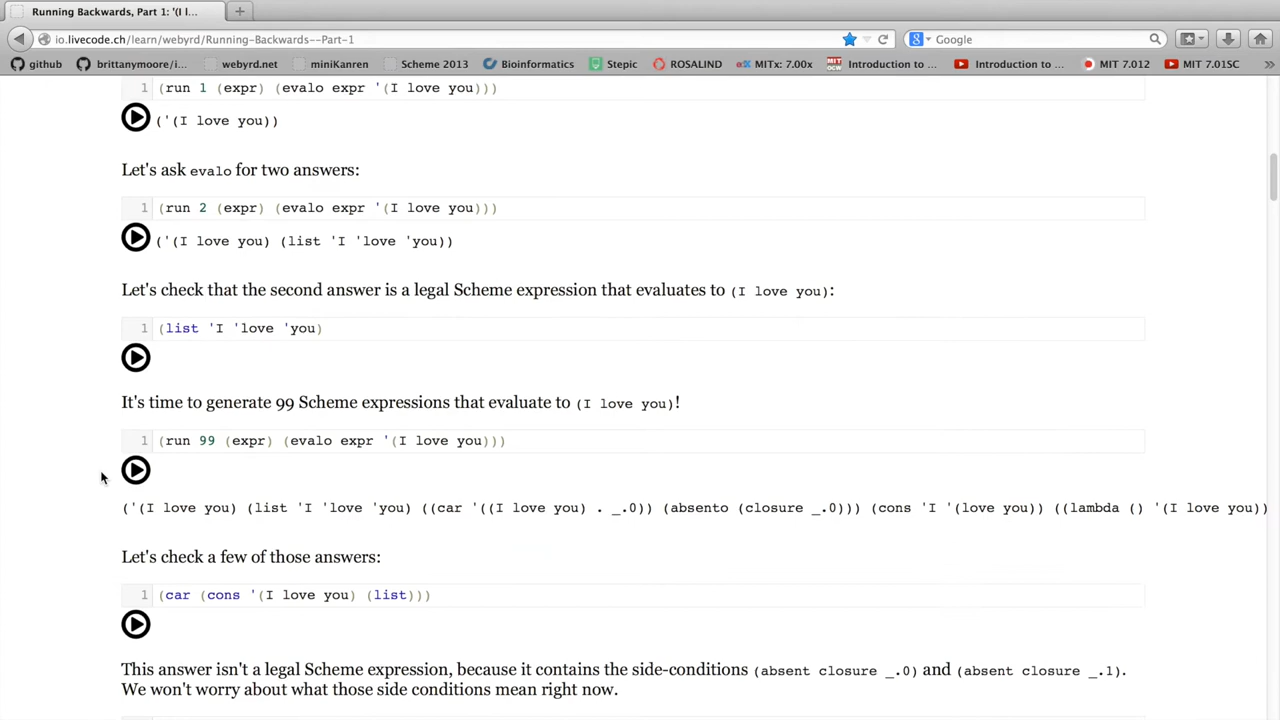 Running Backwards, Part 1: '(I l...
io.livecode.ch/learn/webyrd/Running-Backwards--Part-1
Google
github
brittanymoore/i...
webyrd.net
miniKanren
Scheme 2013
Bioinformatics
Stepic
ROSALIND
MITx: 7.00x
Introduction to ...
Introduction to ...
MIT 7.012
MIT 7.01SC
1 (run 1 (expr) (evalo expr '(I love you)))
('(I love you))
Let's ask evalo for two answers:
1 (run 2 (expr) (evalo expr '(I love you)))
('(I love you) (list 'I 'love 'you))
Let's check that the second answer is a legal Scheme expression that evaluates to (I love you):
1 (list 'I 'love 'you)
It's time to generate 99 Scheme expressions that evaluate to (I love you)!
1 (run 99 (expr) (evalo expr '(I love you)))
('(I love you) (list 'I 'love 'you) ((car '((I love you) . _.0)) (absento (closure _.0))) (cons 'I '(love you)) ((lambda () '(I love you))
Let's check a few of those answers:
1 (car (cons '(I love you) (list)))
This answer isn't a legal Scheme expression, because it contains the side-conditions (absent closure _.0) and (absent closure _.1).
We won't worry about what those side conditions mean right now.